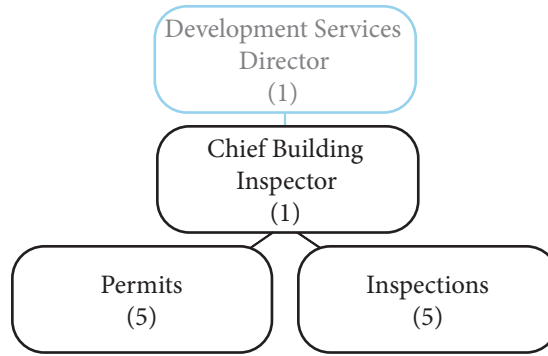 Development Services
Director
(1)
Chief Building
Inspector
(1)
Permits
(5)
Inspections
(5)